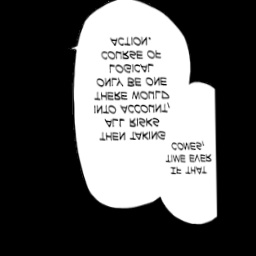 IF THAT
TIME EVER
COMES,
THEN TAKING
ALL RISKS
INTO ACCOUNT,
THERE WOULD
ONLY BE ONE
LOGICAL
COURSE OF
ACTION.